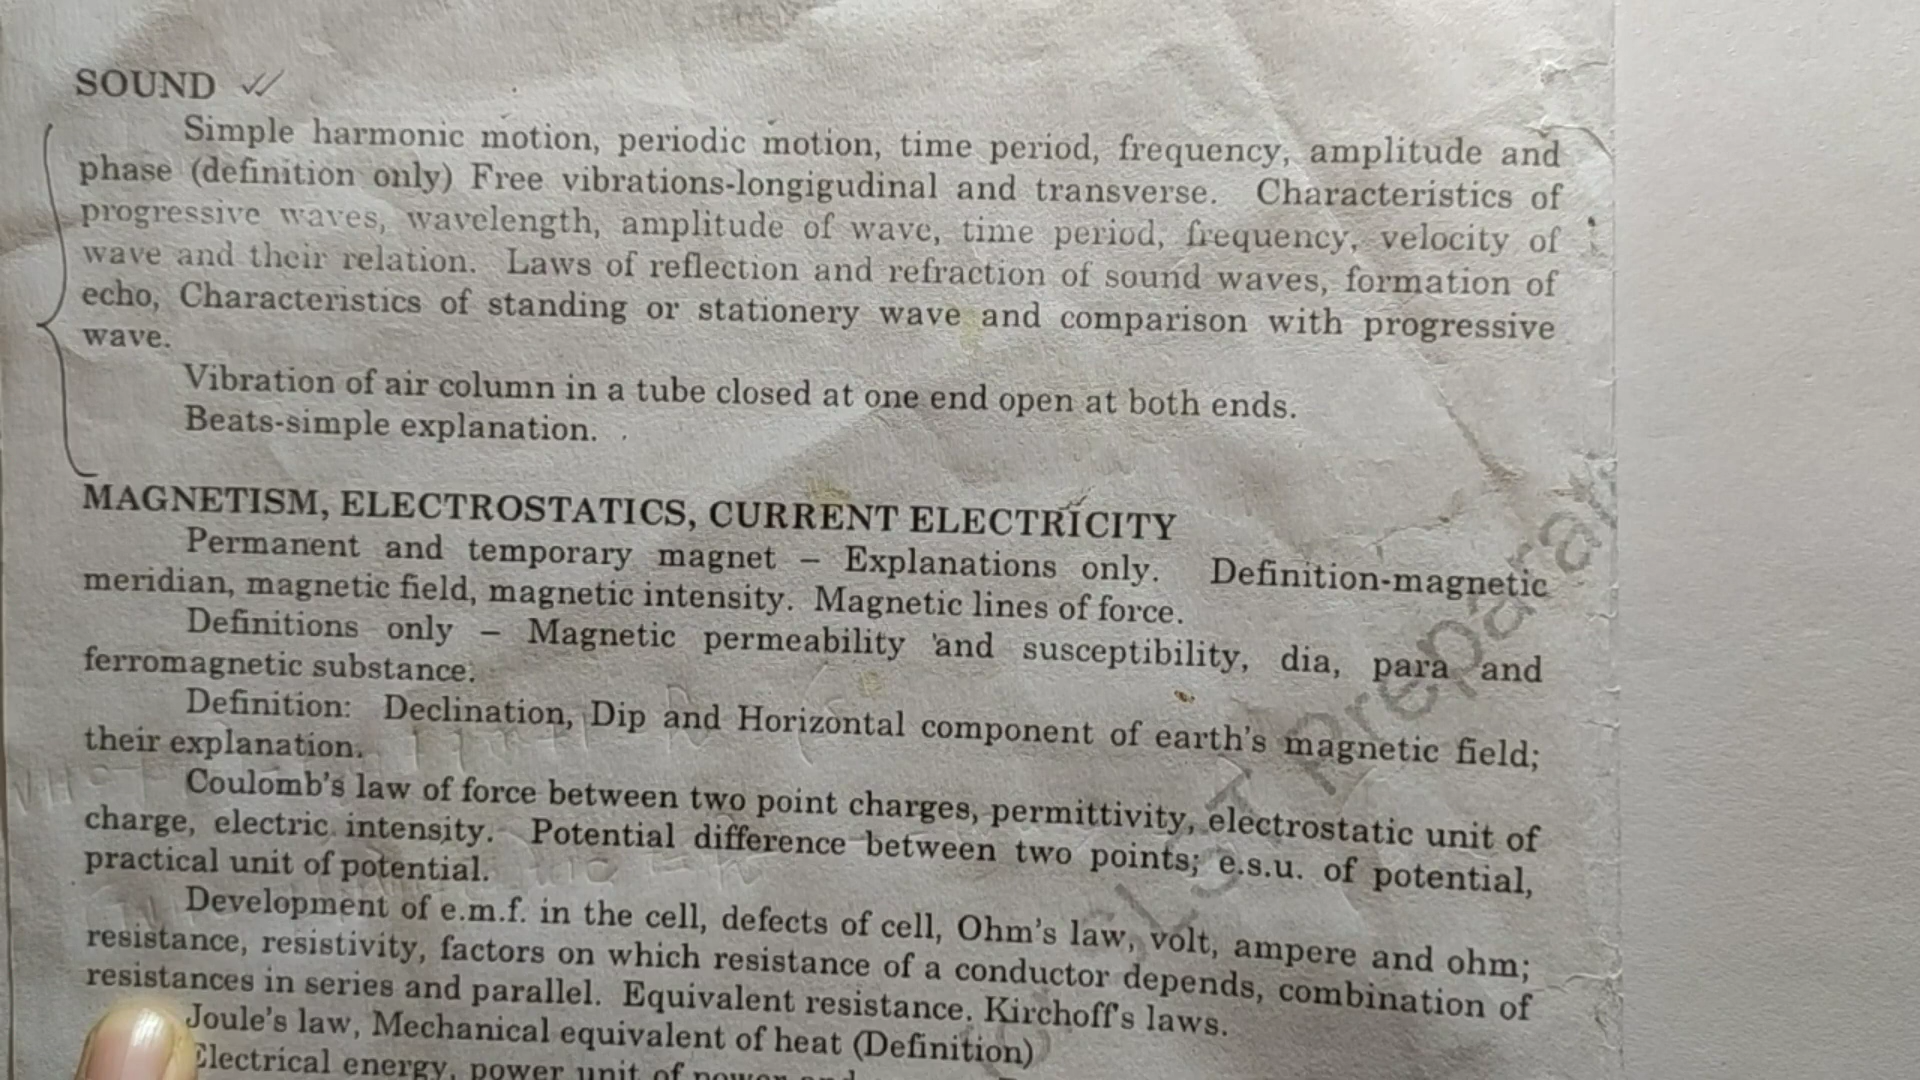 SOUND
Simple harmonic motion, periodic motion, time period, frequency, amplitude and
phase (definition only) Free vibrations-longigudinal and transverse. Characteristics of
progressive waves, wavelength, amplitude of wave, time period, frequency, velocity of
wave and their relation. Laws of reflection and refraction of sound waves, formation of
echo, Characteristics of standing or stationery wave and comparison with progressive
wave.
Vibration of air column in a tube closed at one end open at both ends.
Beats-simple explanation.
MAGNETISM, ELECTROSTATICS, CURRENT ELECTRICITY
Permanent and temporary magnet – Explanations only. Definition-magnetic
meridian, magnetic field, magnetic intensity. Magnetic lines of force.
Definitions only – Magnetic permeability and susceptibility, dia, para and
ferromagnetic substance.
Definition: Declination, Dip and Horizontal component of earth's magnetic field;
their explanation.
Coulomb's law of force between two point charges, permittivity, electrostatic unit of
charge, electric intensity. Potential difference between two points; e.s.u. of potential,
practical unit of potential.
Development of e.m.f. in the cell, defects of cell, Ohm's law, volt, ampere and ohm;
resistance, resistivity, factors on which resistance of a conductor depends, combination of
resistances in series and parallel. Equivalent resistance. Kirchoff's laws.
Joule's law, Mechanical equivalent of heat (Definition)
Electrical energy, power unit of power and